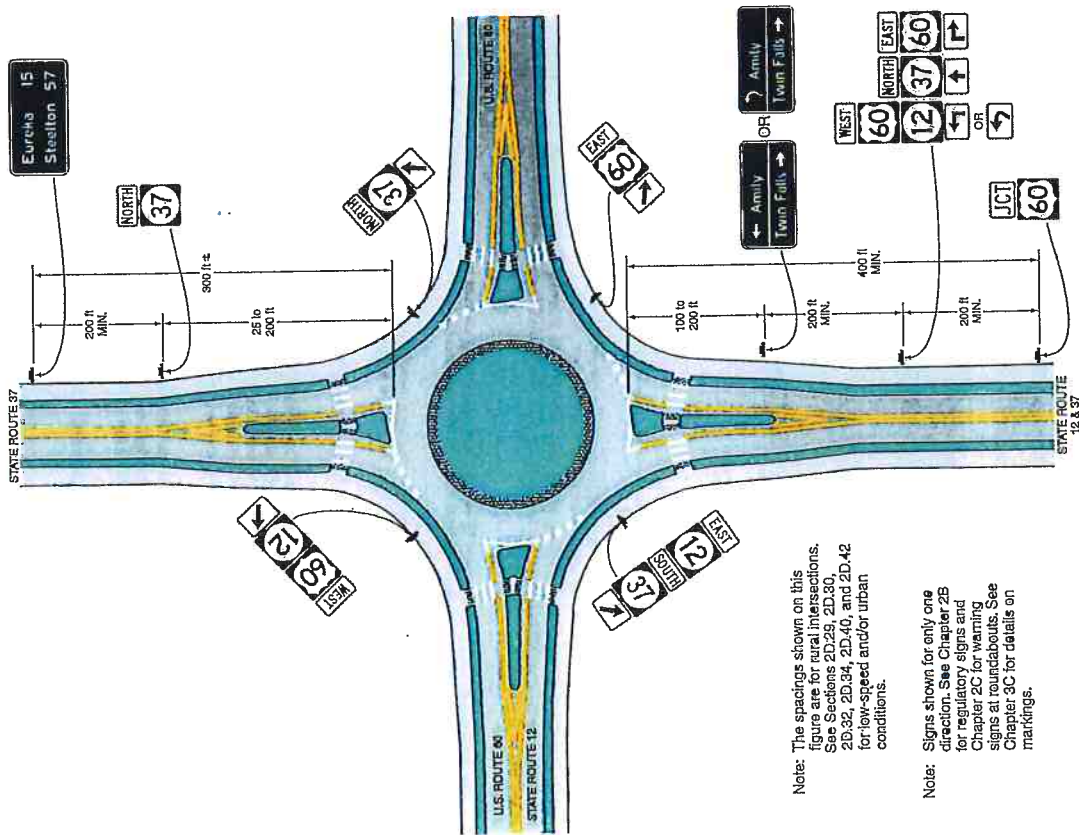 STATE ROUTE 37
Eureka 15
Steelton 57
NORTH
37
200 ft
MIN.
25 to
200 ft
300 ft ±
NORTH
37
WEST
60
12
U.S. ROUTE 60
U.S. ROUTE 60
STATE ROUTE 12
EAST
60
37
SOUTH
12
EAST
100 to
200 ft
200 ft
MIN.
200 ft
MIN.
400 ft
MIN.
← Amity
Twin Falls →
OR
Amity
Twin Falls →
WEST
60
12
OR
NORTH
37
EAST
60
JCT
60
STATE ROUTE
12 & 37
Note: The spacings shown on this
figure are for rural intersections.
See Sections 2D.29, 2D.30,
2D.32, 2D.34, 2D.40, and 2D.42
for low-speed and/or urban
conditions.
Note: Signs shown for only one
direction. See Chapter 2B
for regulatory signs and
Chapter 2C for warning
signs at roundabouts. See
Chapter 3C for details on
markings.